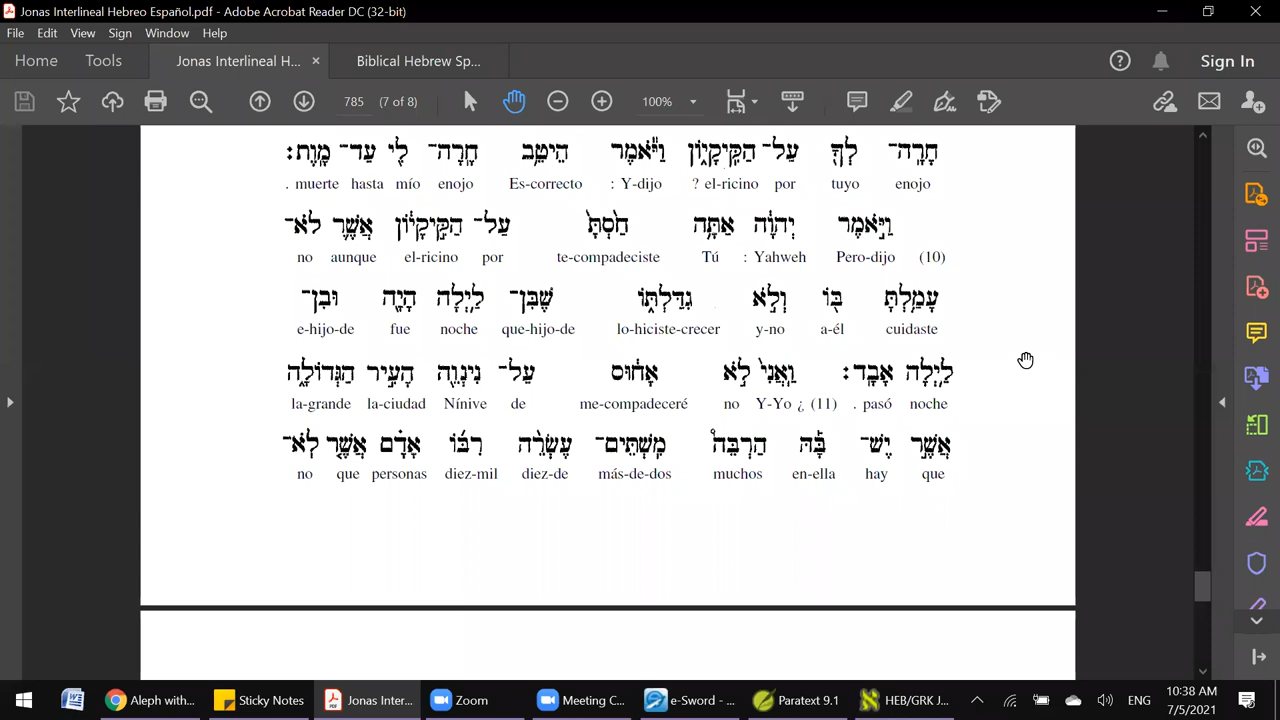 Jonas Interlineal Hebreo Español.pdf - Adobe Acrobat Reader DC (32-bit)
File Edit View Sign Window Help
Home Tools Jonas Interlineal H... × Biblical Hebrew Sp... Sign In
785 (7 of 8) 100%
חָרָה־ לְךָ֖ עַל־ הַקִּֽיקָי֑וֹן וַיֹּ֕אמֶר הֵיטֵ֥ב חָֽרָה־ לִ֖י עַד־ מָֽוֶת׃
. muerte hasta mío enojo Es-correcto : Y-dijo ? el-ricino por tuyo enojo
וַיֹּ֣אמֶר יְהוָ֔ה אַתָּ֥ה חַ֙סְתָּ֙ עַל־ הַקִּ֣יקָי֔וֹן אֲשֶׁ֛ר לֹא־
no aunque el-ricino por te-compadeciste Tú : Yahweh Pero-dijo (10)
עָמַ֥לְתָּ בּ֖וֹ וְלֹ֣א גִדַּלְתּ֑וֹ שֶׁבִּן־ לַ֥יְלָה הָיָ֖ה וּבִן־
e-hijo-de fue noche que-hijo-de lo-hiciste-crecer y-no a-él cuidaste
לַ֥יְלָה אָבָֽד׃ וַֽאֲנִי֙ לֹ֣א אָח֔וּס עַל־ נִינְוֵ֖ה הָעִ֣יר הַגְּדוֹלָ֑ה
la-grande la-ciudad Nínive de me-compadeceré no Y-Yo ¿ (11) . pasó noche
אֲשֶׁ֣ר יֶשׁ־ בָּ֡הּ הַרְבֵּה֩ מִֽשְׁתֵּים־ עֶשְׂרֵ֨ה רִבּ֜וֹ אָדָ֗ם אֲשֶׁ֤ר לֹֽא־
no que personas diez-mil diez-de más-de-dos muchos en-ella hay que
Aleph with... Sticky Notes Jonas Inter... Zoom Meeting C... e-Sword - ... Paratext 9.1 HEB/GRK J... ENG 10:38 AM
7/5/2021